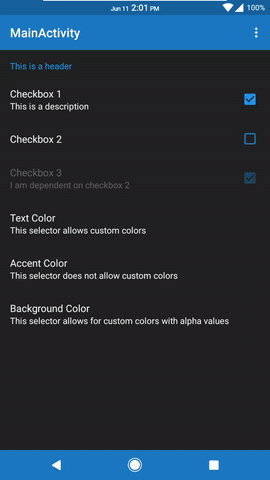 Jun 11 2:01 PM
100%
MainActivity
This is a header
Checkbox 1
This is a description
Checkbox 2
Checkbox 3
I am dependent on checkbox 2
Text Color
This selector allows custom colors
Accent Color
This selector does not allow custom colors
Background Color
This selector allows for custom colors with alpha values